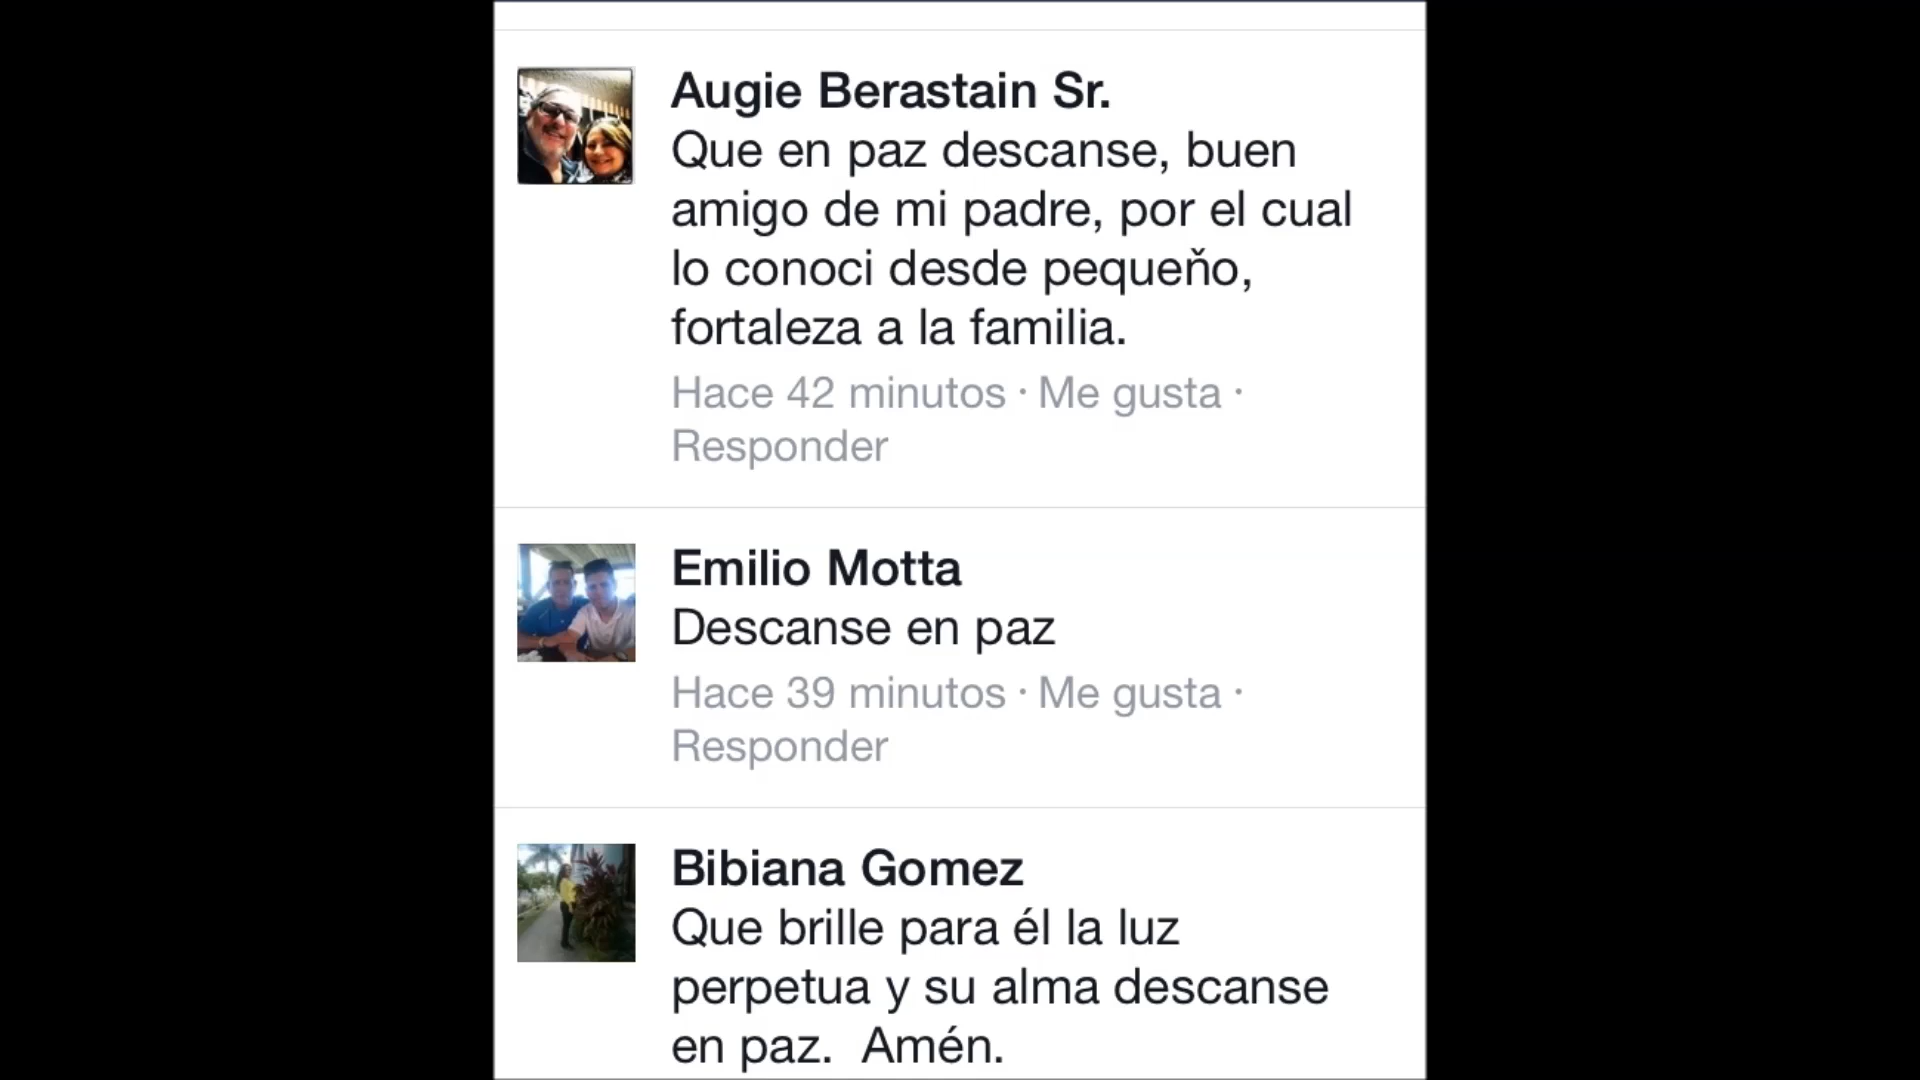 Augie Berastain Sr.
Que en paz descanse, buen
amigo de mi padre, por el cual
lo conoci desde pequeňo,
fortaleza a la familia.
Hace 42 minutos · Me gusta ·
Responder
Emilio Motta
Descanse en paz
Hace 39 minutos · Me gusta ·
Responder
Bibiana Gomez
Que brille para él la luz
perpetua y su alma descanse
en paz.  Amén.